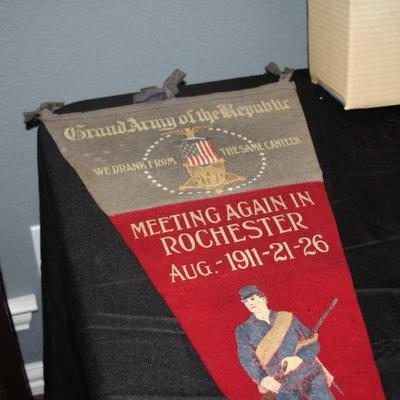 Grand Army of the Republic
WE DRANK FROM THE SAME CANTEEN
MEETING AGAIN IN
ROCHESTER
AUG.-1911-21-26